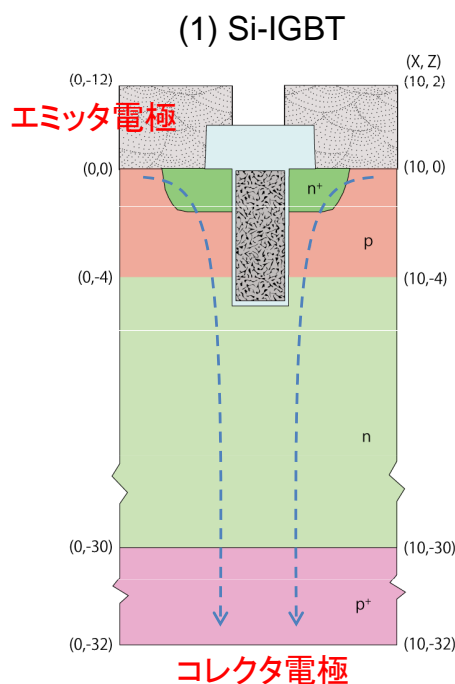 (1) Si-IGBT
(X, Z)
(0,-12)
(10, 2)
エミッタ電極
(0,0)
(10, 0)
n+
p
(0,-4)
(10,-4)
n
(0,-30)
(10,-30)
p+
(0,-32)
(10,-32)
コレクタ電極